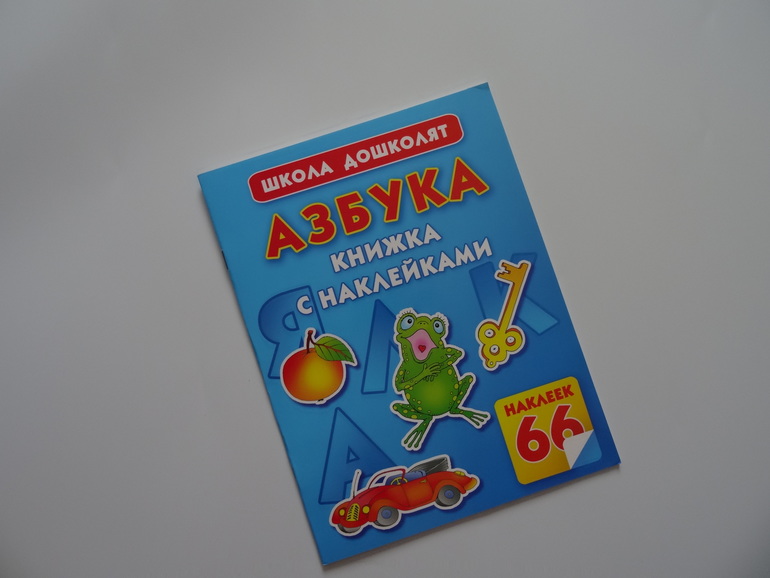 ШКОЛА ДОШКОЛЯТ
АЗБУКА
КНИЖКА
С НАКЛЕЙКАМИ
Я Л К
А
НАКЛЕЕК
66